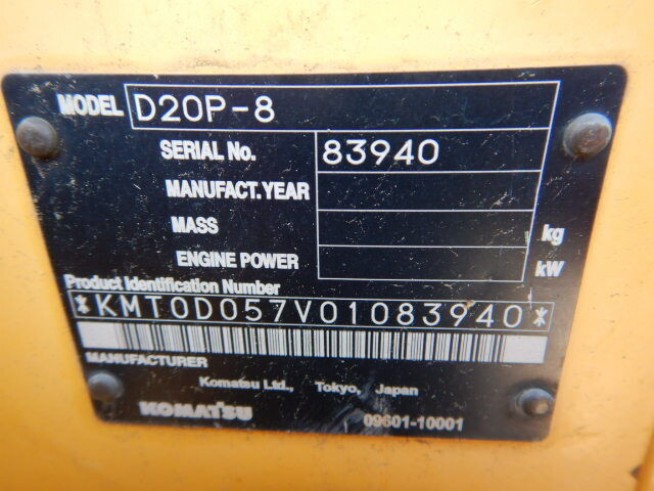 MODEL D20P-8
SERIAL No. 83940
MANUFACT. YEAR
MASS kg
ENGINE POWER kW
Product Identification Number
*KMT0D057V01083940*
MANUFACTURER
Komatsu Ltd., Tokyo, Japan
KOMATSU 09601-10001